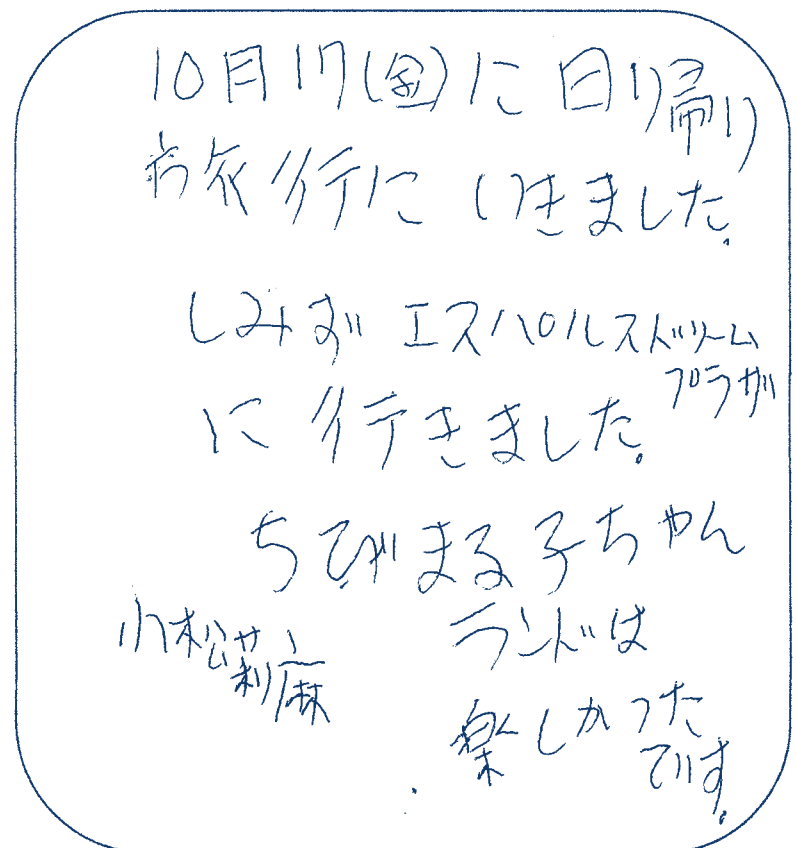 10月17(金)に日り帰り
旅行にいきました。
しみずエスパルスドリーム
プラザ
に行きました。
ちびまる子ちゃん
ランドは
小松莉麻
楽しかった
です。